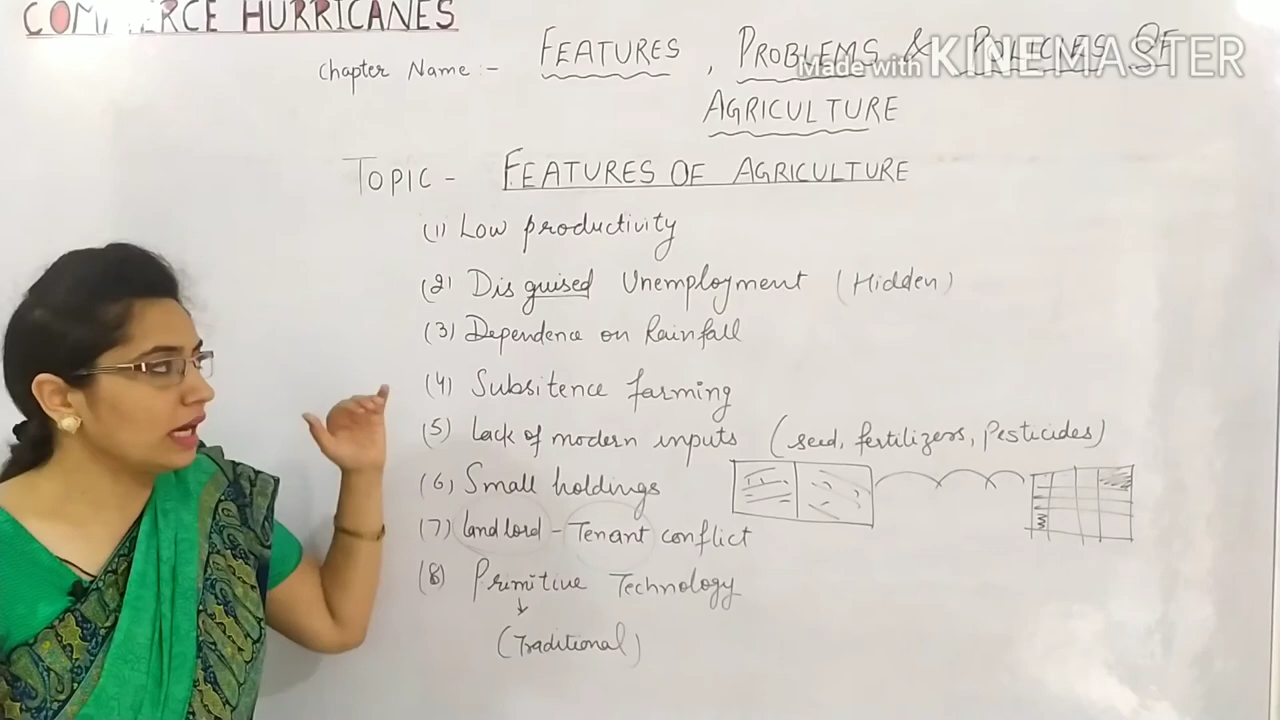 COMMERCE HURRICANES
Chapter Name :- FEATURES, PROBLEMS & POLICIES OF
Made with KINEMASTER
AGRICULTURE
TOPIC - FEATURES OF AGRICULTURE
(1) Low productivity
(2) Disguised Unemployment (Hidden)
(3) Dependence on Rainfall
(4) Subsitence farming
(5) Lack of modern inputs (seed, fertilizers, Pesticides)
(6) Small holdings
(7) landlord - Tenant conflict
(8) Primitive Technology
(Traditional)